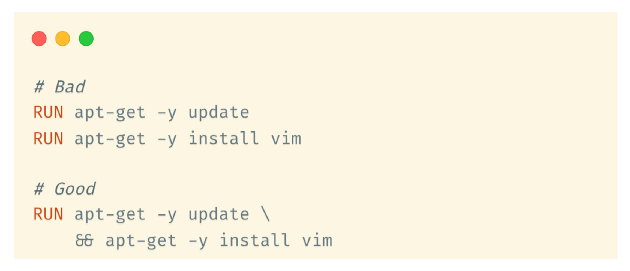 # Bad
RUN apt-get -y update
RUN apt-get -y install vim
# Good
RUN apt-get -y update \
&& apt-get -y install vim